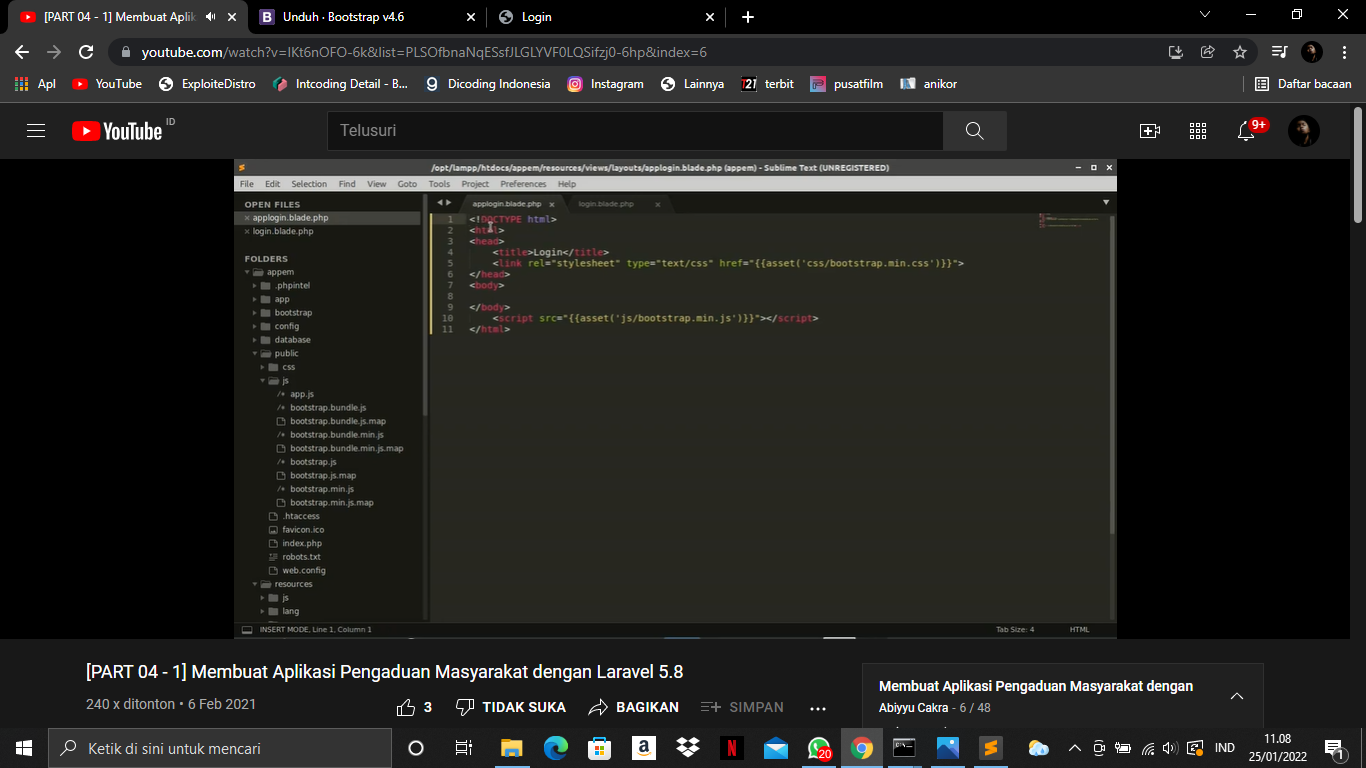 [PART 04 - 1] Membuat Aplik
Unduh · Bootstrap v4.6
Login
youtube.com/watch?v=IKt6nOFO-6k&list=PLSOfbnaNqESsfJLGLYVF0LQSifzj0-6hp&index=6
Apl
YouTube
ExploiteDistro
Intcoding Detail - B...
Dicoding Indonesia
Instagram
Lainnya
terbit
pusatfilm
anikor
Daftar bacaan
YouTube ID
Telusuri
9+
/opt/lampp/htdocs/appem/resources/views/layouts/applogin.blade.php (appem) - Sublime Text (UNREGISTERED)
File Edit Selection Find View Goto Tools Project Preferences Help
OPEN FILES
applogin.blade.php
login.blade.php
FOLDERS
appem
.phpintel
app
bootstrap
config
database
public
css
js
app.js
bootstrap.bundle.js
bootstrap.bundle.js.map
bootstrap.bundle.min.js
bootstrap.bundle.min.js.map
bootstrap.js
bootstrap.js.map
bootstrap.min.js
bootstrap.min.js.map
.htaccess
favicon.ico
index.php
robots.txt
web.config
resources
js
lang
applogin.blade.php
login.blade.php
1 <!DOCTYPE html>
2 <html>
3 <head>
4 <title>Login</title>
5 <link rel="stylesheet" type="text/css" href="{{asset('css/bootstrap.min.css')}}">
6 </head>
7 <body>
8
9 </body>
10 <script src="{{asset('js/bootstrap.min.js')}}"></script>
11 </html>
INSERT MODE, Line 1, Column 1
Tab Size: 4
HTML
[PART 04 - 1] Membuat Aplikasi Pengaduan Masyarakat dengan Laravel 5.8
240 x ditonton • 6 Feb 2021
3
TIDAK SUKA
BAGIKAN
SIMPAN
Membuat Aplikasi Pengaduan Masyarakat dengan
Abiyyu Cakra - 6 / 48
Ketik di sini untuk mencari
20
IND
11.08
25/01/2022
1